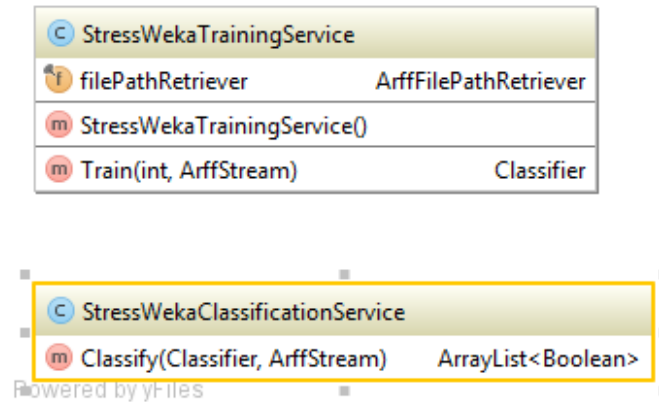 C StressWekaTrainingService
f filePathRetriever ArffFilePathRetriever
m StressWekaTrainingService()
m Train(int, ArffStream) Classifier
C StressWekaClassificationService
m Classify(Classifier, ArffStream) ArrayList<Boolean>
Powered by yFiles